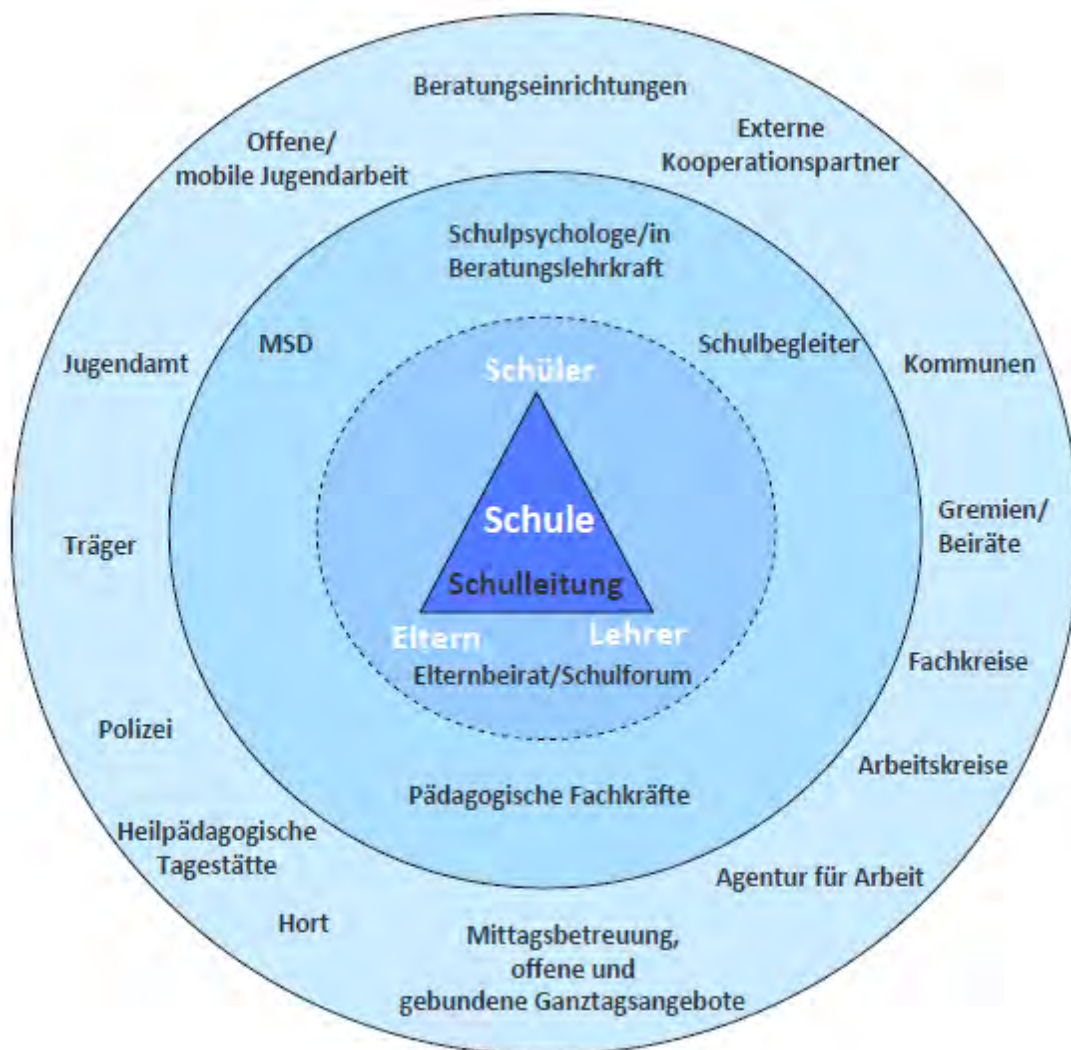 Beratungseinrichtungen
Offene/
mobile Jugendarbeit
Externe
Kooperationspartner
Schulpsychologe/in
Beratungslehrkraft
MSD
Schulbegleiter
Jugendamt
Kommunen
Schüler
Schule
Schulleitung
Eltern
Lehrer
Elternbeirat/Schulforum
Träger
Gremien/
Beiräte
Fachkreise
Polizei
Arbeitskreise
Pädagogische Fachkräfte
Heilpädagogische
Tagestätte
Agentur für Arbeit
Hort
Mittagsbetreuung,
offene und
gebundene Ganztagsangebote